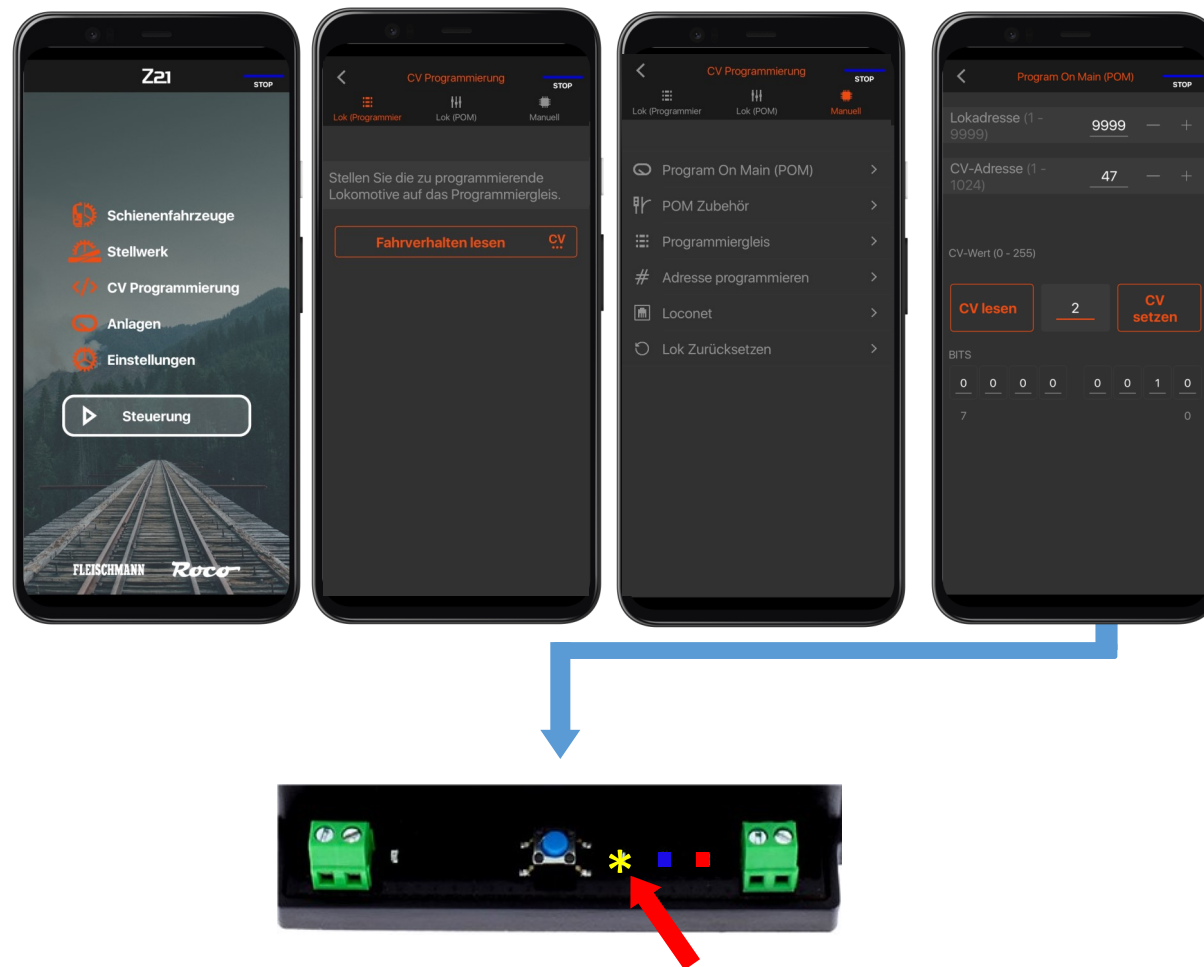 Z21
STOP
Schienenfahrzeuge
Stellwerk
CV Programmierung
Anlagen
Einstellungen
Steuerung
FLEISCHMANN Roco
CV Programmierung
STOP
Lok (Programmier Lok (POM) Manuell
Stellen Sie die zu programmierende
Lokomotive auf das Programmiergleis.
Fahrverhalten lesen CV
CV Programmierung
STOP
Lok (Programmier Lok (POM) Manuell
Program On Main (POM)
POM Zubehör
Programmiergleis
# Adresse programmieren
Loconet
Lok Zurücksetzen
Program On Main (POM)
STOP
Lokadresse (1 -
9999) 9999 — +
CV-Adresse (1 -
1024) 47 — +
CV-Wert (0 - 255)
CV lesen 2 CV
setzen
BITS
0 0 0 0 0 0 1 0
7 0